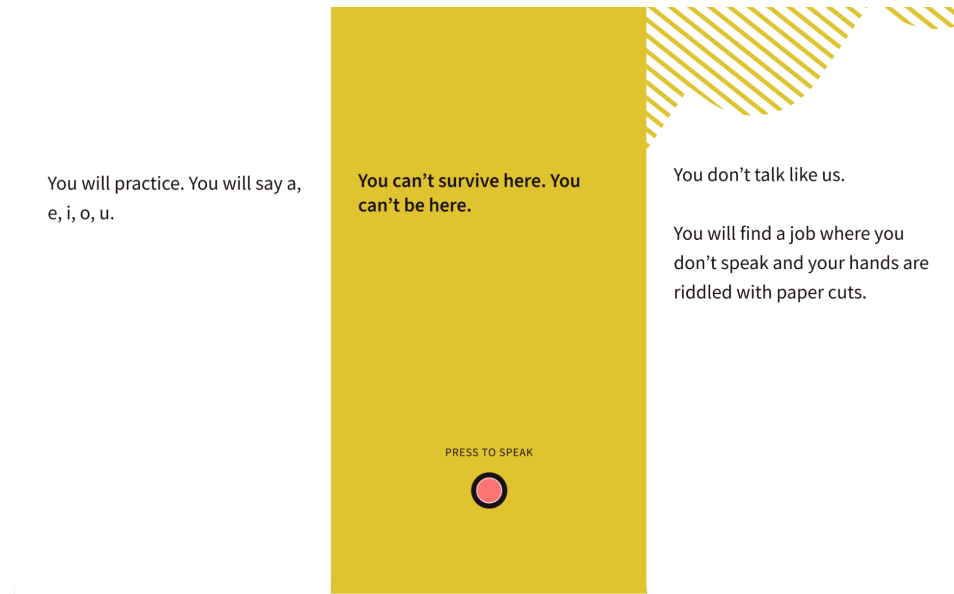 You will practice. You will say a,
e, i, o, u.
You can’t survive here. You
can’t be here.
PRESS TO SPEAK
You don’t talk like us.
You will find a job where you
don’t speak and your hands are
riddled with paper cuts.